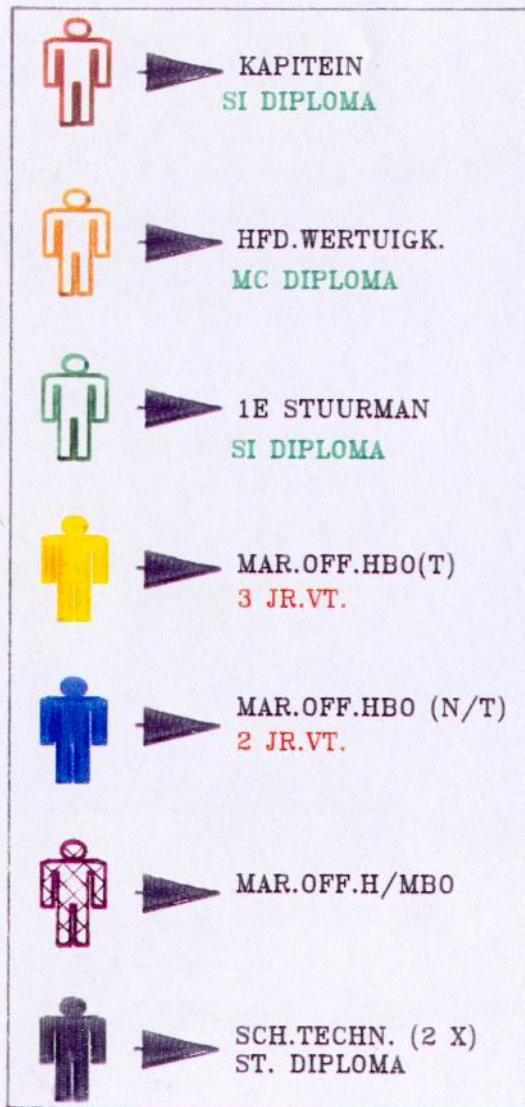 KAPITEIN
SI DIPLOMA
HFD.WERTUIGK.
MC DIPLOMA
1E STUURMAN
SI DIPLOMA
MAR.OFF.HBO(T)
3 JR.VT.
MAR.OFF.HBO (N/T)
2 JR.VT.
MAR.OFF.H/MBO
SCH.TECHN. (2 X)
ST. DIPLOMA